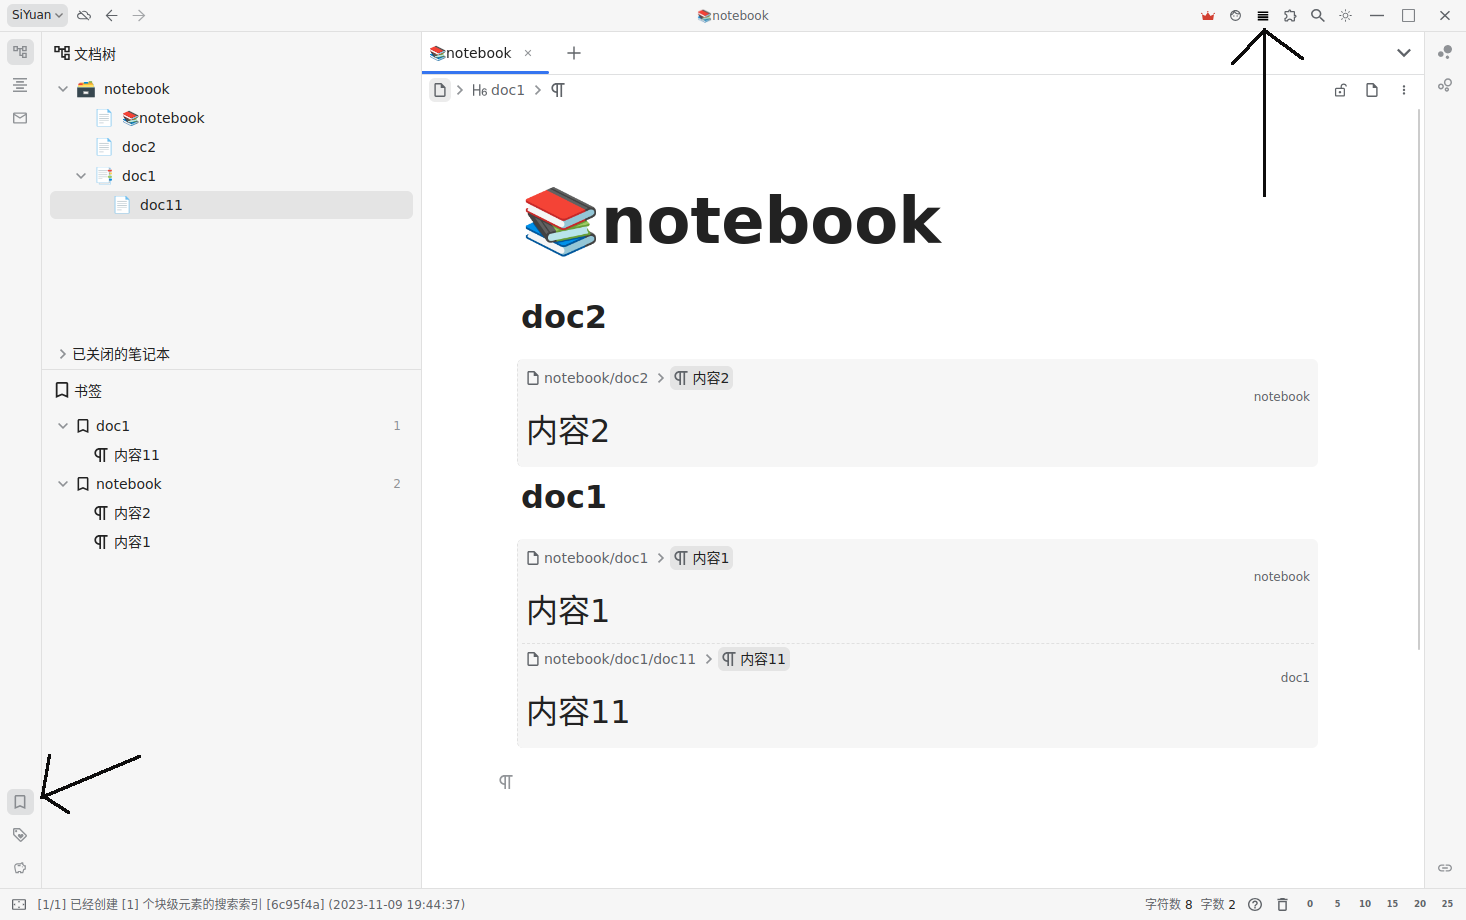 SiYuan
📚notebook
文档树
notebook
📚notebook
doc2
doc1
doc11
已关闭的笔记本
书签
doc1 1
内容11
notebook 2
内容2
内容1
📚notebook
H6 doc1
📚notebook
doc2
notebook/doc2 内容2
notebook
内容2
doc1
notebook/doc1 内容1
notebook
内容1
notebook/doc1/doc11 内容11
doc1
内容11
[1/1] 已经创建 [1] 个块级元素的搜索索引 [6c95f4a] (2023-11-09 19:44:37)
字符数 8 字数 2 0 5 10 15 20 25